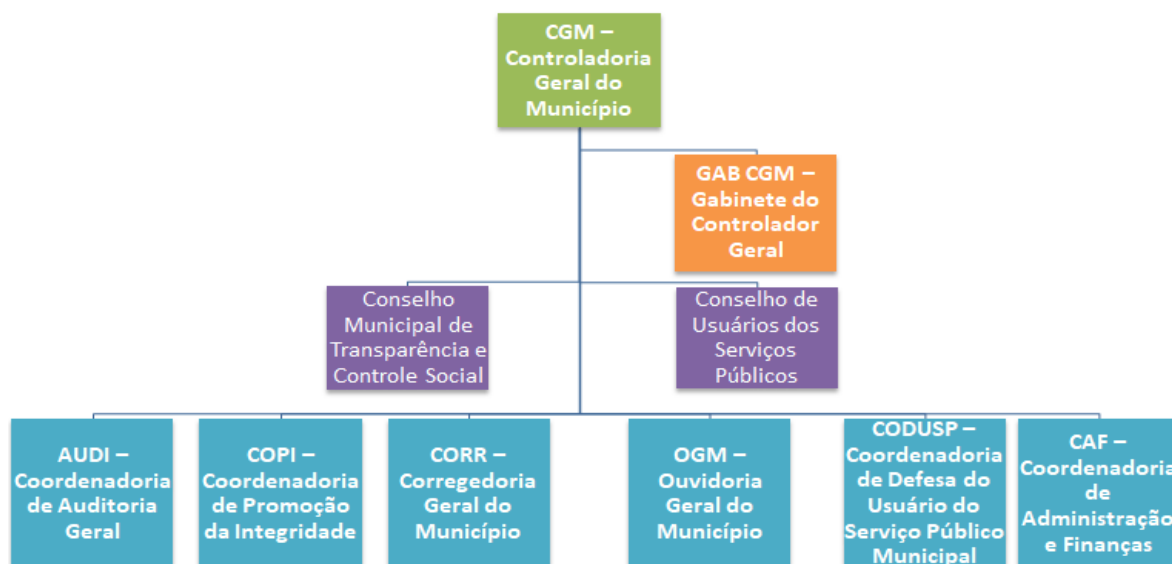 CGM –
Controladoria
Geral do
Município
GAB CGM –
Gabinete do
Controlador
Geral
Conselho
Municipal de
Transparência e
Controle Social
Conselho de
Usuários dos
Serviços
Públicos
AUDI –
Coordenadoria
de Auditoria
Geral
COPI –
Coordenadoria
de Promoção
da Integridade
CORR –
Corregedoria
Geral do
Município
OGM –
Ouvidoria
Geral do
Município
CODUSP –
Coordenadoria
de Defesa do
Usuário do
Serviço Público
Municipal
CAF –
Coordenadoria
de
Administração
e Finanças